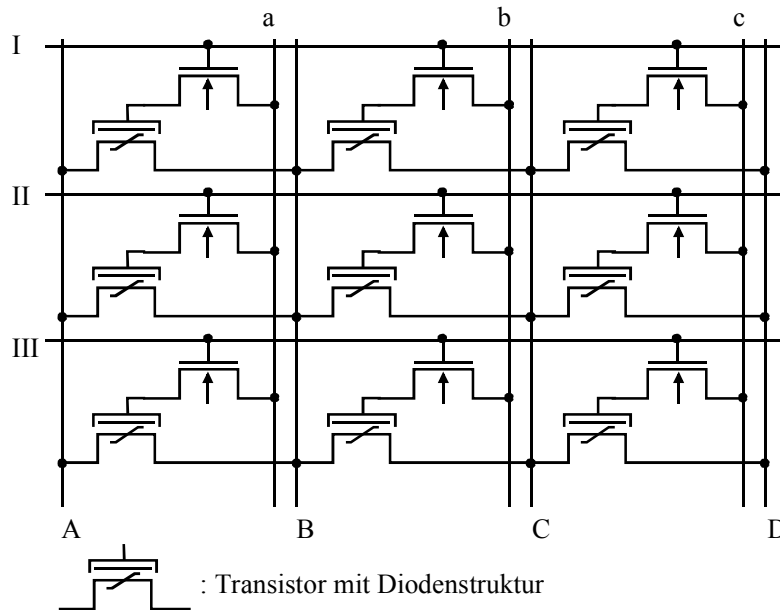 a b c
I
II
III
A B C D
: Transistor mit Diodenstruktur